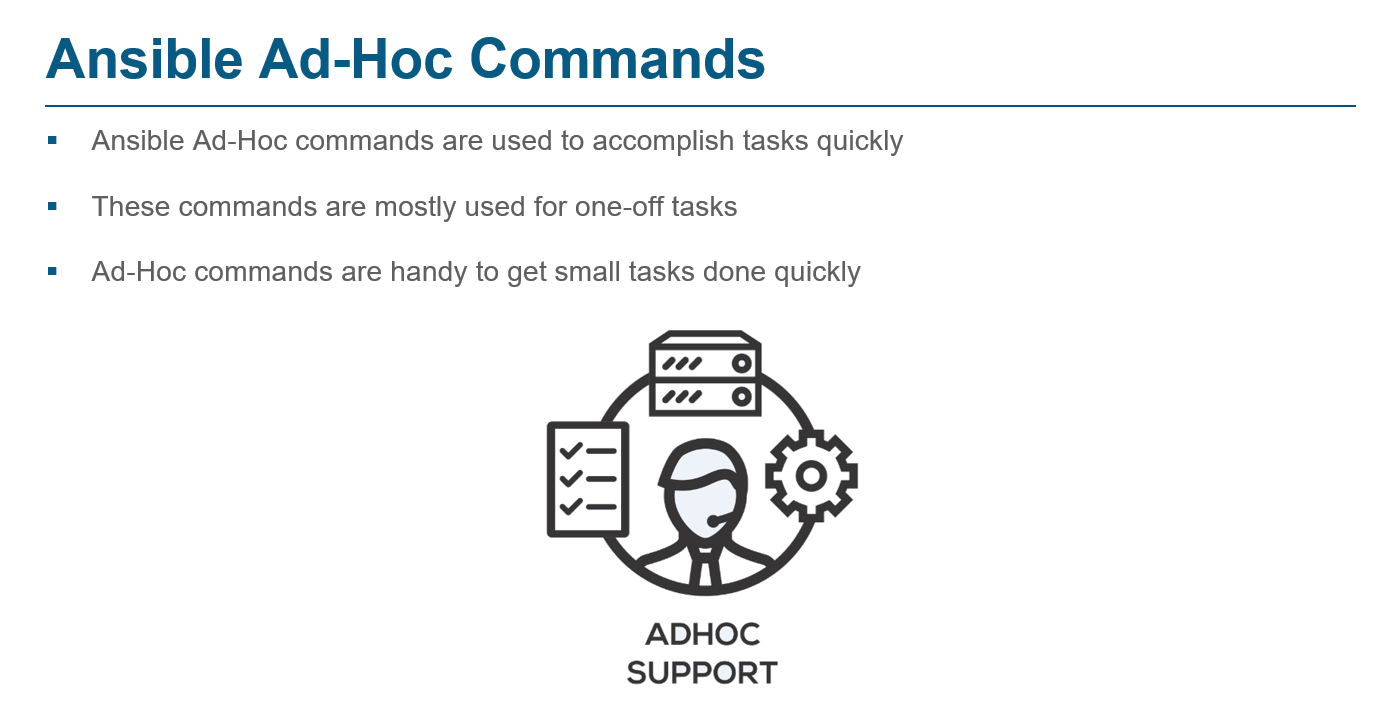 Ansible Ad-Hoc Commands
Ansible Ad-Hoc commands are used to accomplish tasks quickly
These commands are mostly used for one-off tasks
Ad-Hoc commands are handy to get small tasks done quickly
ADHOC
SUPPORT